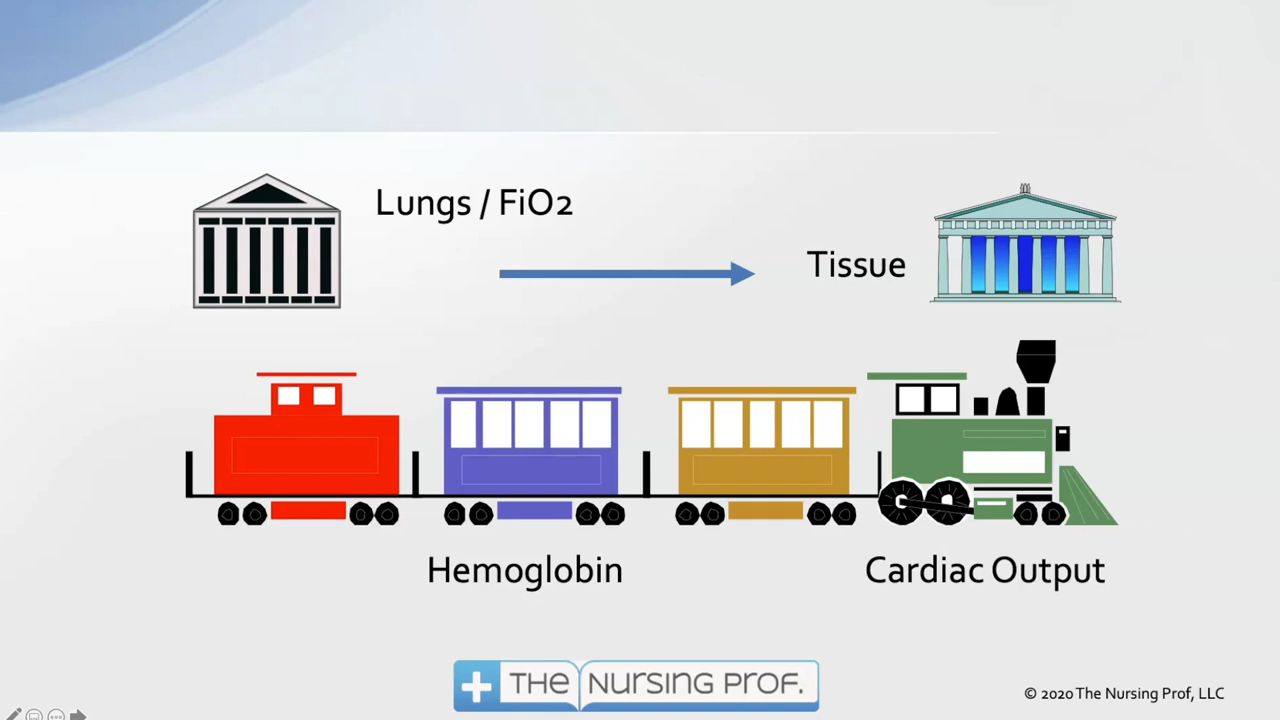 Lungs / FiO2
Tissue
Hemoglobin
Cardiac Output
THE NURSING PROF.
© 2020 The Nursing Prof, LLC